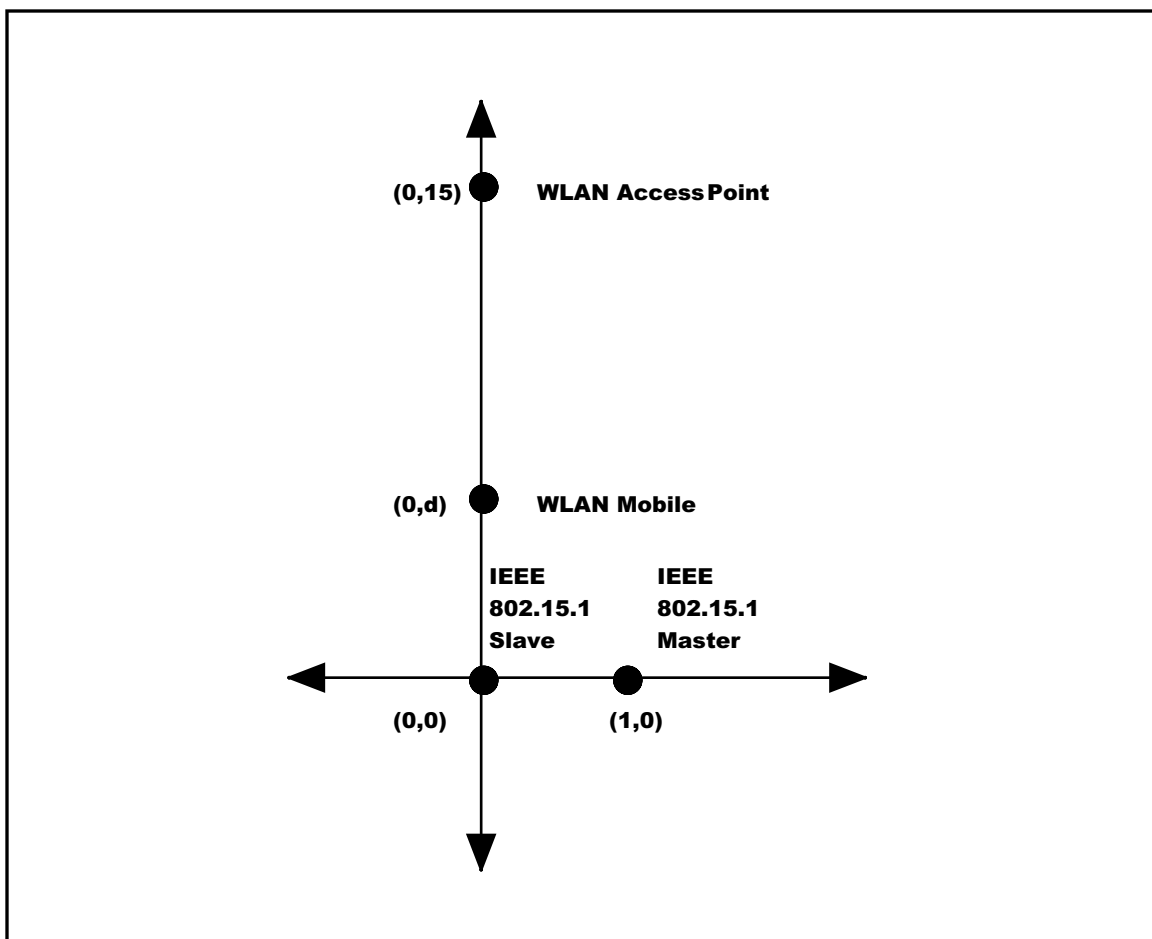 (0,15) WLAN Access Point
(0,d) WLAN Mobile
IEEE
802.15.1
Slave
IEEE
802.15.1
Master
(0,0) (1,0)